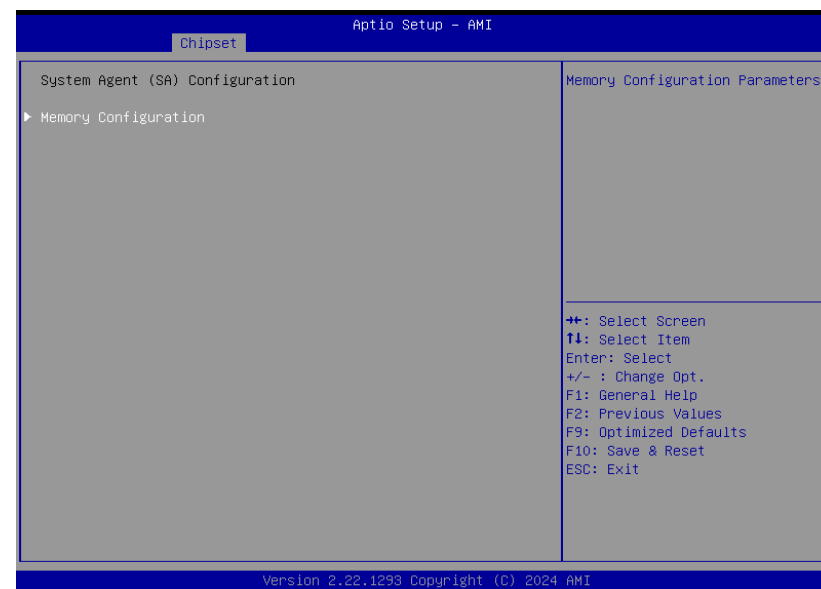 Aptio Setup - AMI
Chipset
System Agent (SA) Configuration
▶ Memory Configuration
Memory Configuration Parameters
→←: Select Screen
↑↓: Select Item
Enter: Select
+/- : Change Opt.
F1: General Help
F2: Previous Values
F9: Optimized Defaults
F10: Save & Reset
ESC: Exit
Version 2.22.1293 Copyright (C) 2024 AMI